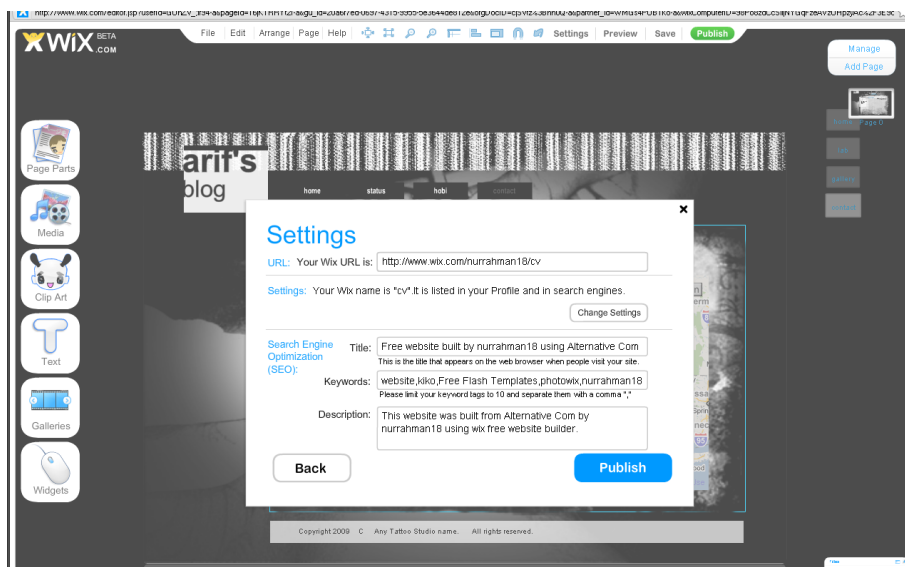 WiX BETA
.COM
File Edit Arrange Page Help Settings Preview Save Publish
Manage
Add Page
Page 0
Page Parts
Media
Clip Art
Text
Galleries
Widgets
arif's
blog
home status hobi contact
gallery
contact
Settings
URL: Your Wix URL is: http://www.wix.com/nurrahman18/cv
Settings: Your Wix name is "cv".It is listed in your Profile and in search engines.
Change Settings
Search Engine
Optimization
(SEO):
Title: Free website built by nurrahman18 using Alternative Com
This is the title that appears on the web browser when people visit your site.
Keywords: website,kiko,Free Flash Templates,photowix,nurrahman18
Please limit your keyword tags to 10 and separate them with a comma ","
Description: This website was built from Alternative Com by
nurrahman18 using wix free website builder.
Back Publish
Copyright 2009 C Any Tattoo Studio name. All rights reserved.